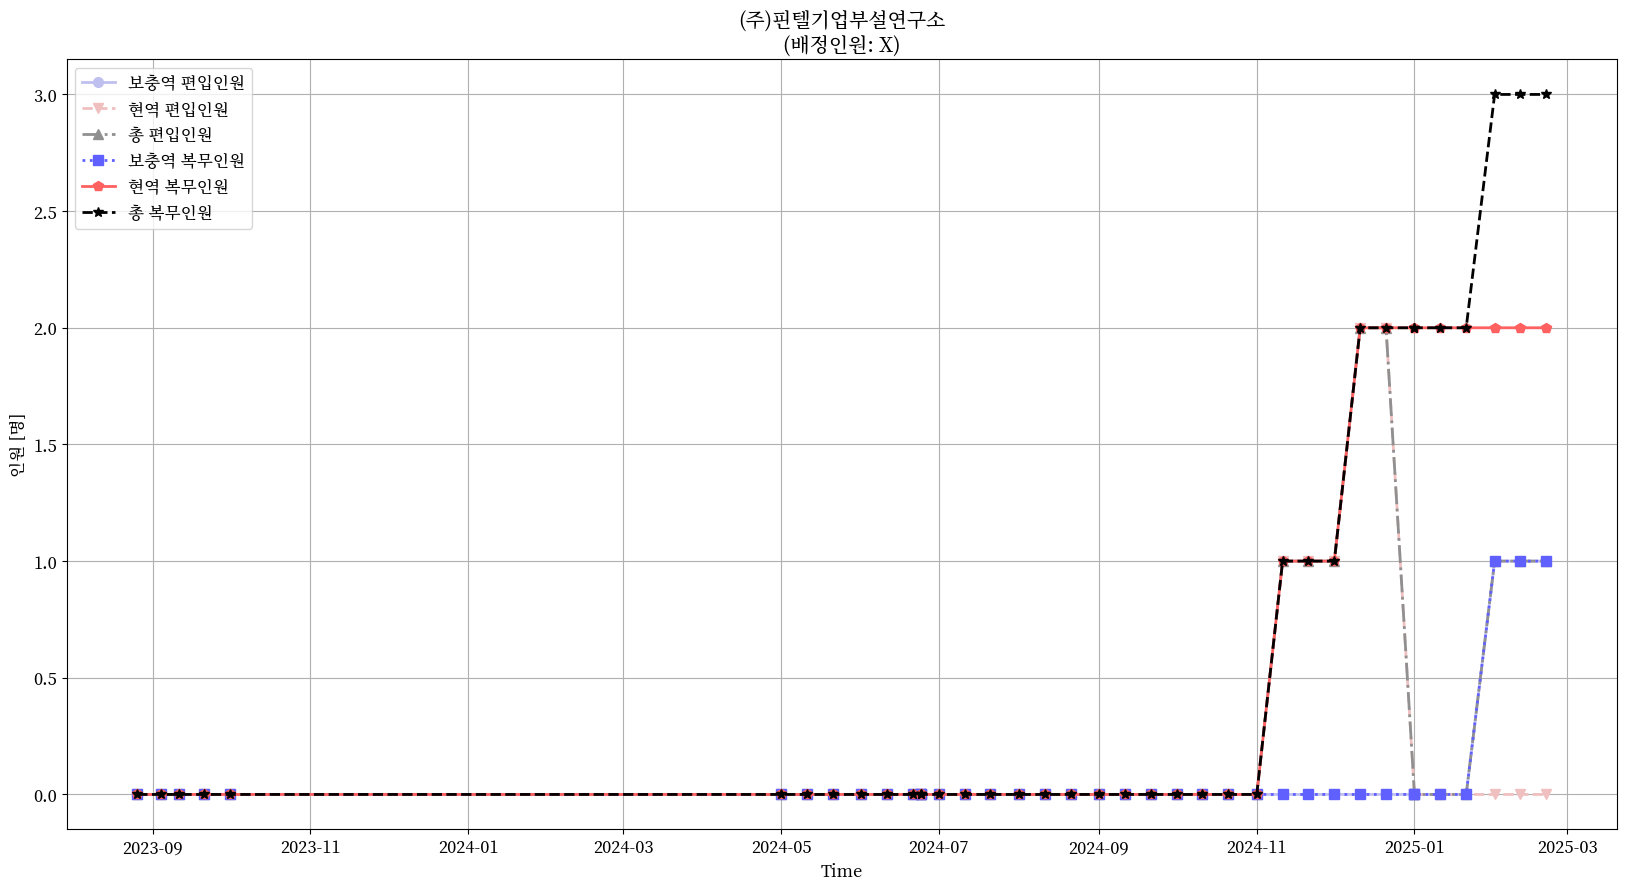 (주)핀텔기업부설연구소
(배정인원: X)
보충역 편입인원
현역 편입인원
총 편입인원
보충역 복무인원
현역 복무인원
총 복무인원
3.0
2.5
2.0
1.5
1.0
0.5
0.0
인원 [명]
2023-09
2023-11
2024-01
2024-03
2024-05
2024-07
2024-09
2024-11
2025-01
2025-03
Time